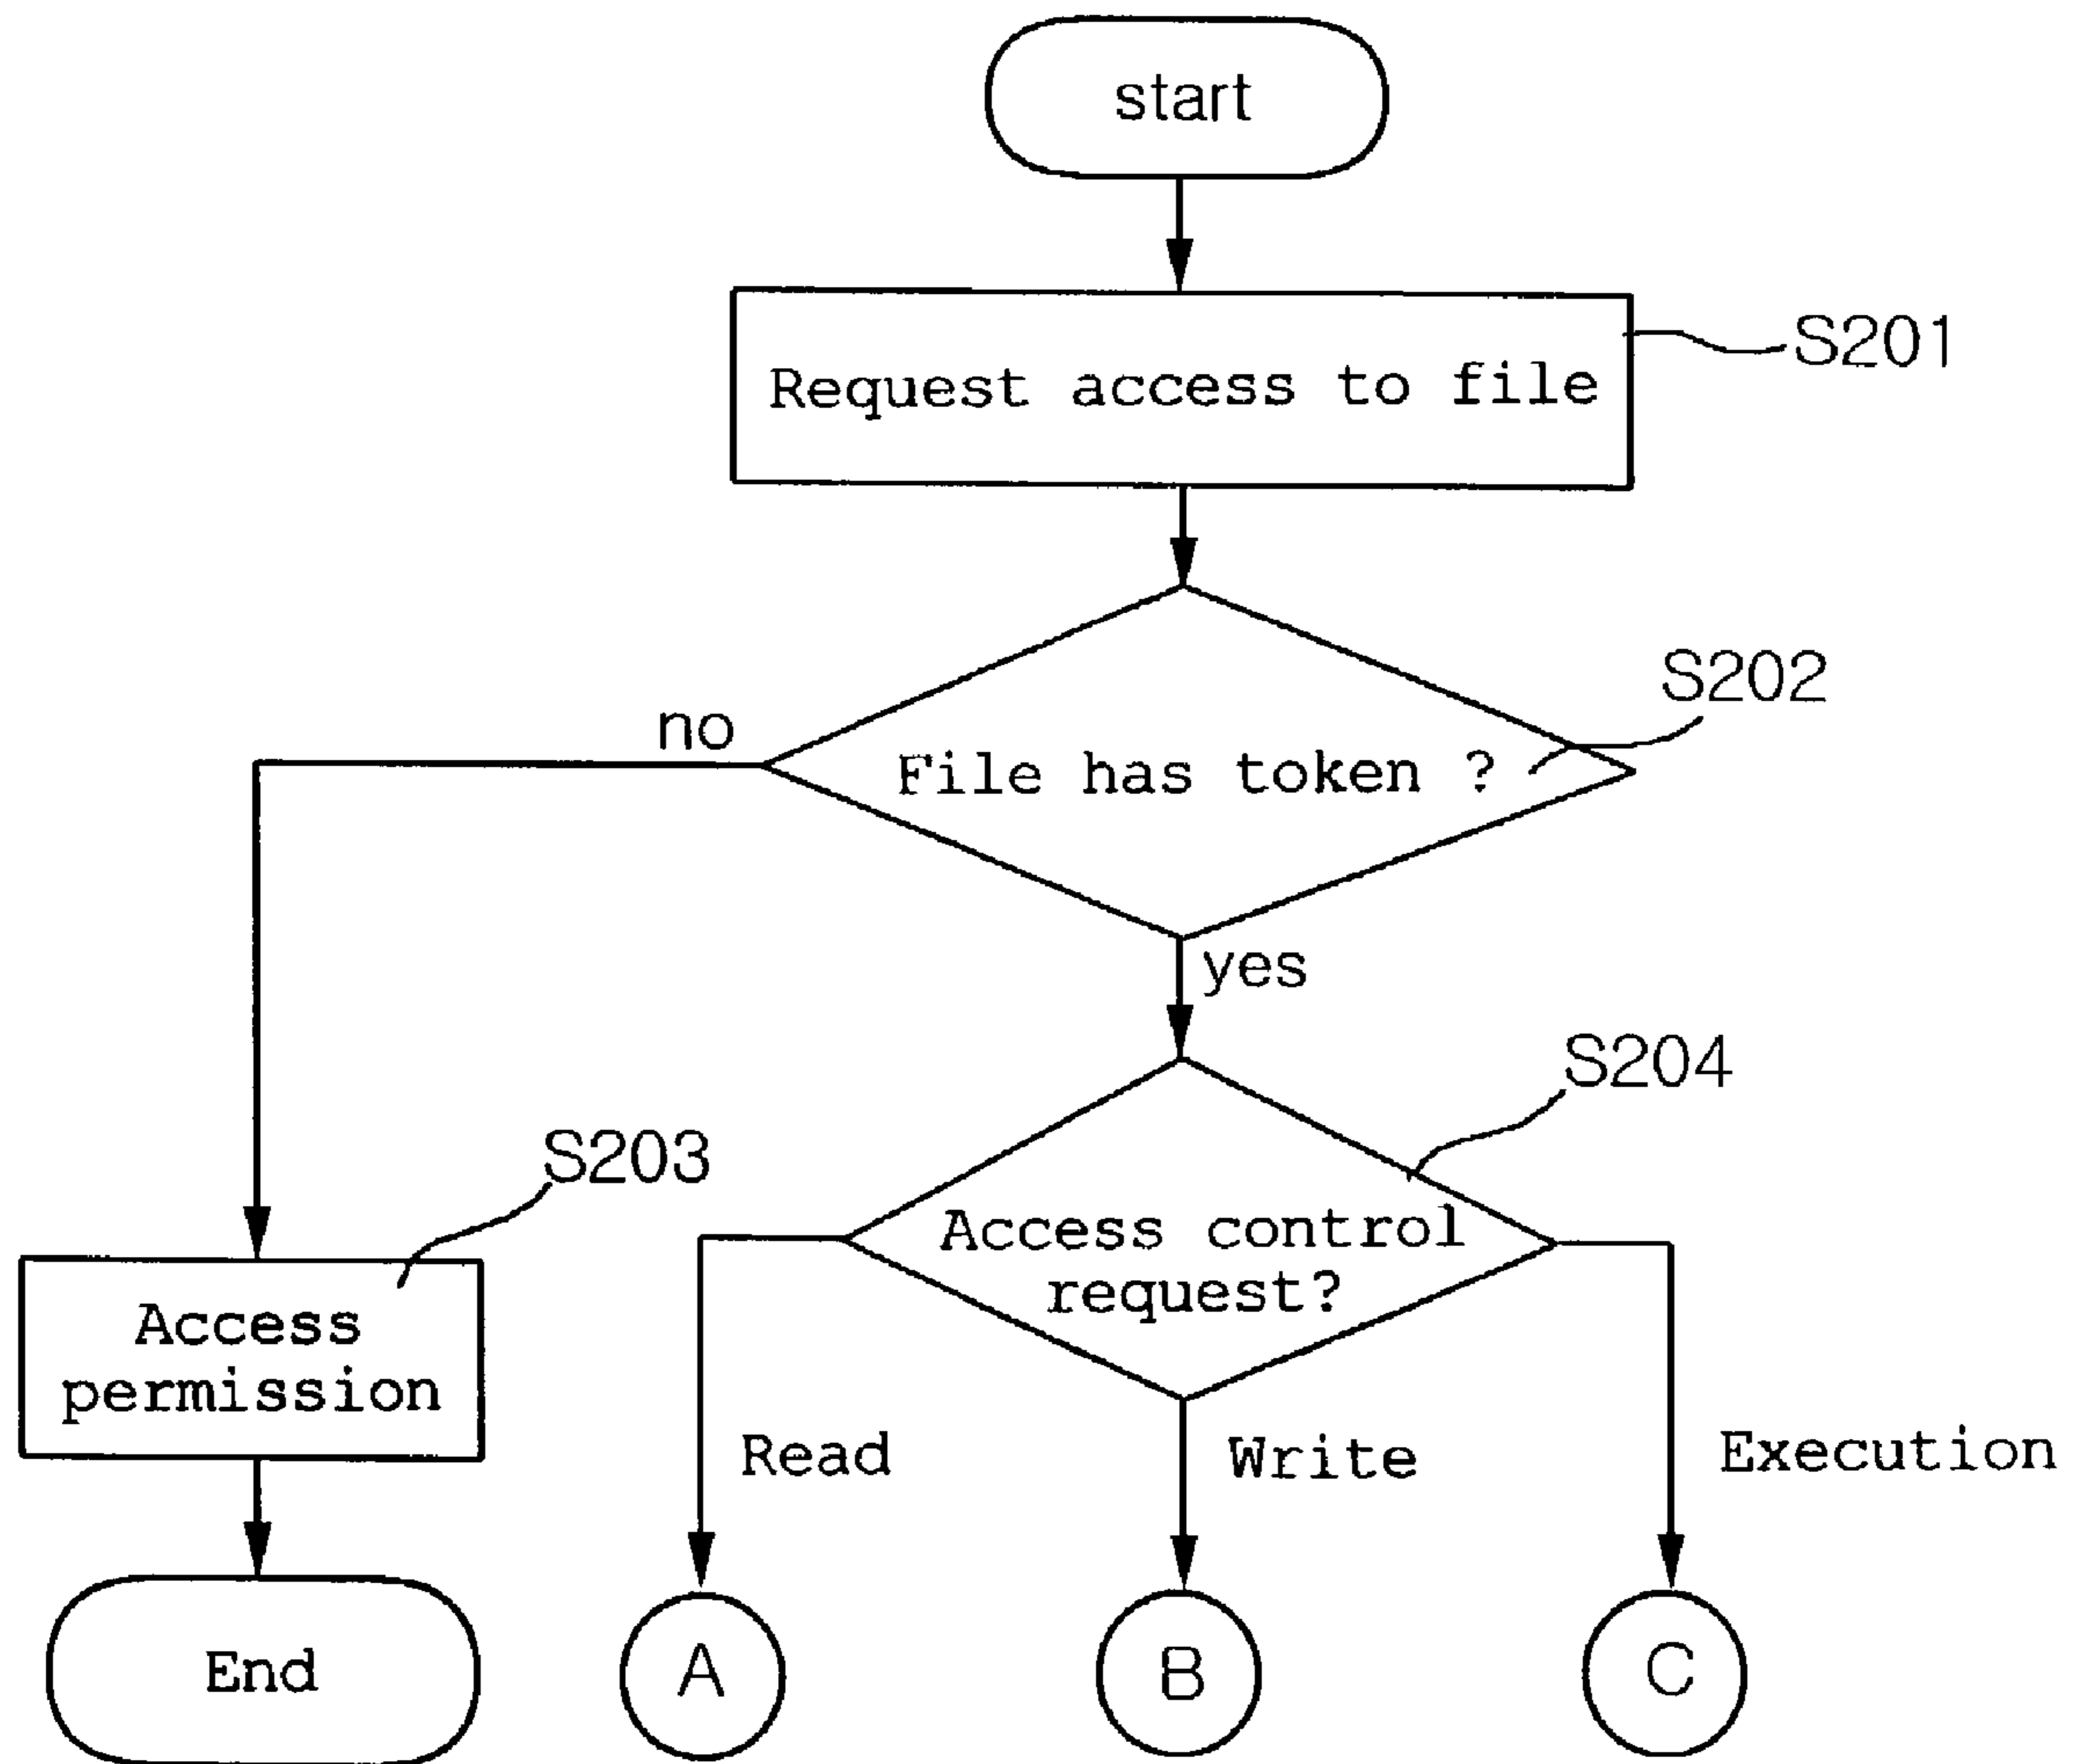 start
S201
Request access to file
S202
no
File has token ?
yes
S204
S203
Access control
request?
Access
permission
Read
Write
Execution
End
A
B
C